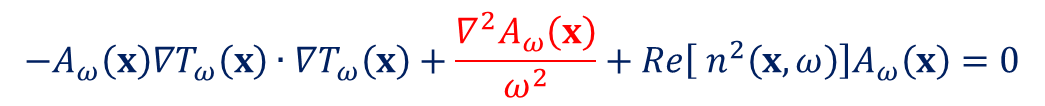 −A_ω(𝐱)∇T_ω(𝐱) · ∇T_ω(𝐱) + ∇²A_ω(𝐱)/ω² + Re[ n²(𝐱, ω)]A_ω(𝐱) = 0